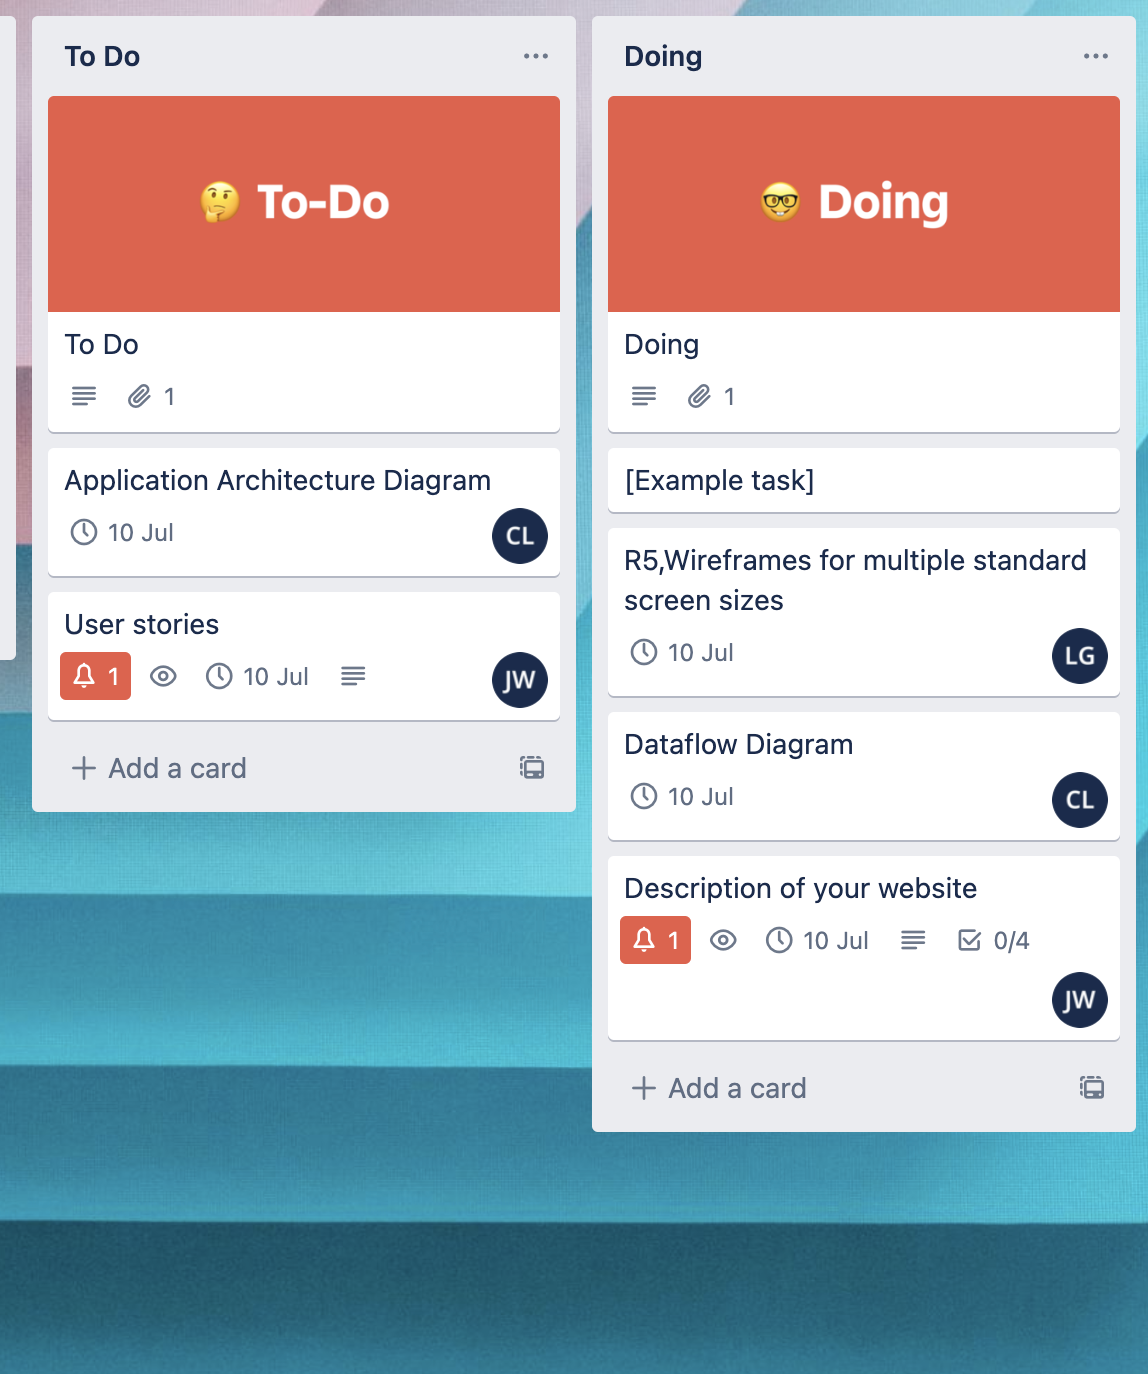 To Do
To-Do
To Do
1
Application Architecture Diagram
10 Jul
CL
User stories
1
10 Jul
JW
+ Add a card
Doing
Doing
Doing
1
[Example task]
R5,Wireframes for multiple standard
screen sizes
10 Jul
LG
Dataflow Diagram
10 Jul
CL
Description of your website
1
10 Jul
0/4
JW
+ Add a card